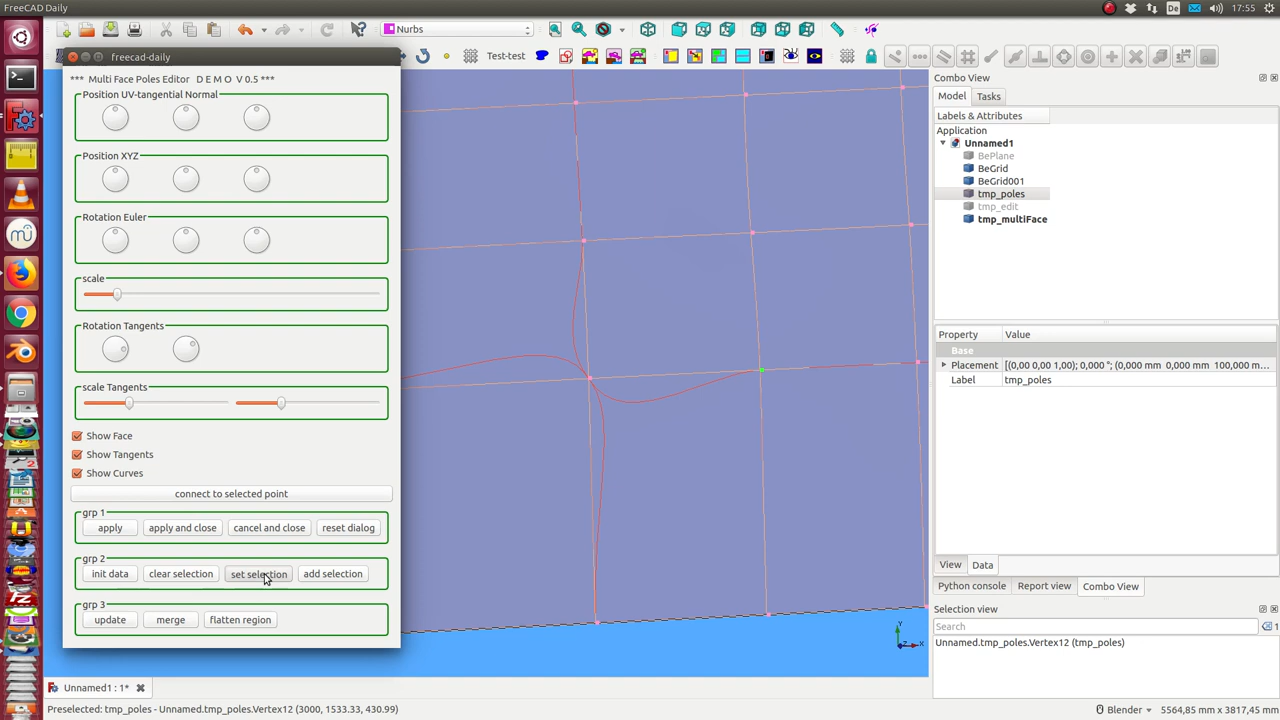 FreeCAD Daily
De
17:55
Nurbs
Test-test
freecad-daily
*** Multi Face Poles Editor D E M O V 0.5 ***
Position UV-tangential Normal
Position XYZ
Rotation Euler
scale
Rotation Tangents
scale Tangents
Show Face
Show Tangents
Show Curves
connect to selected point
grp 1
apply
apply and close
cancel and close
reset dialog
grp 2
init data
clear selection
set selection
add selection
grp 3
update
merge
flatten region
Y
Z
X
Unnamed1 : 1*
Combo View
Model
Tasks
Labels & Attributes
Application
Unnamed1
BePlane
BeGrid
BeGrid001
tmp_poles
tmp_edit
tmp_multiFace
Property Value
Base
Placement [(0,00 0,00 1,00); 0,000 °; (0,000 mm 0,000 mm 100,000 m...
Label tmp_poles
View
Data
Python console
Report view
Combo View
Selection view
Search
1
Unnamed.tmp_poles.Vertex12 (tmp_poles)
Preselected: tmp_poles - Unnamed.tmp_poles.Vertex12 (3000, 1533.33, 430.99)
Blender
5564,85 mm x 3817,45 mm